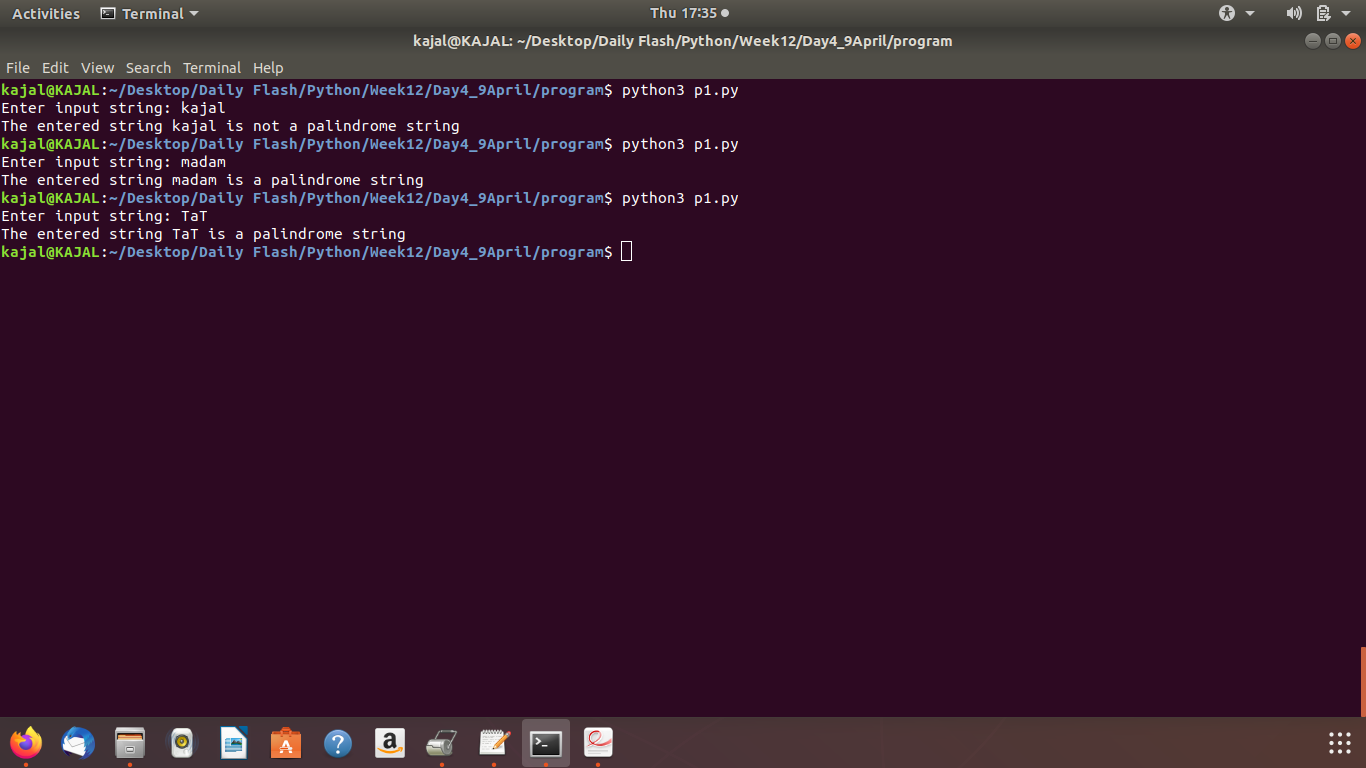 Activities Terminal Thu 17:35
kajal@KAJAL: ~/Desktop/Daily Flash/Python/Week12/Day4_9April/program
File Edit View Search Terminal Help
kajal@KAJAL:~/Desktop/Daily Flash/Python/Week12/Day4_9April/program$ python3 p1.py
Enter input string: kajal
The entered string kajal is not a palindrome string
kajal@KAJAL:~/Desktop/Daily Flash/Python/Week12/Day4_9April/program$ python3 p1.py
Enter input string: madam
The entered string madam is a palindrome string
kajal@KAJAL:~/Desktop/Daily Flash/Python/Week12/Day4_9April/program$ python3 p1.py
Enter input string: TaT
The entered string TaT is a palindrome string
kajal@KAJAL:~/Desktop/Daily Flash/Python/Week12/Day4_9April/program$